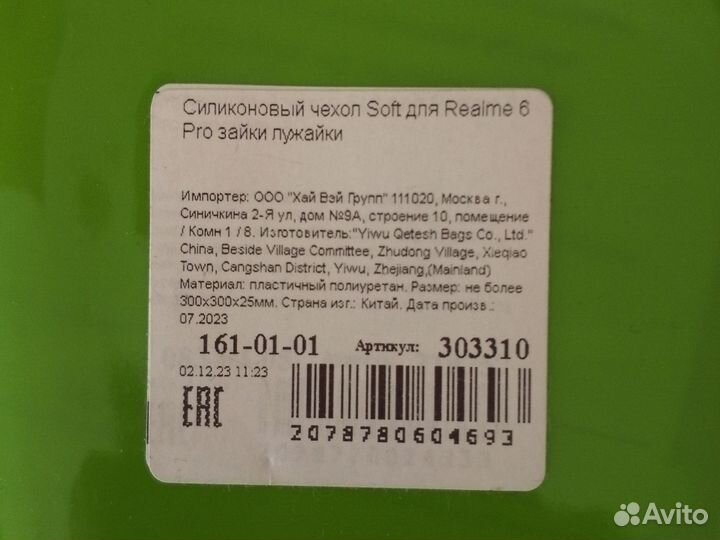 Силиконовый чехол Soft для Realme 6
Pro зайки лужайки
Импортер: ООО "Хай Вэй Групп" 111020, Москва г.,
Синичкина 2-Я ул, дом №9А, строение 10, помещение
/ Комн 1 / 8. Изготовитель:"Yiwu Qetesh Bags Co., Ltd."
China, Beside Village Committee, Zhudong Village, Xieqiao
Town, Cangshan District, Yiwu, Zhejiang,(Mainland)
Материал: пластичный полиуретан. Размер: не более
300х300х25мм. Страна изг.: Китай. Дата произв.:
07.2023
161-01-01 Артикул: 303310
02.12.23 11:23
EAC
2078780604693
Avito